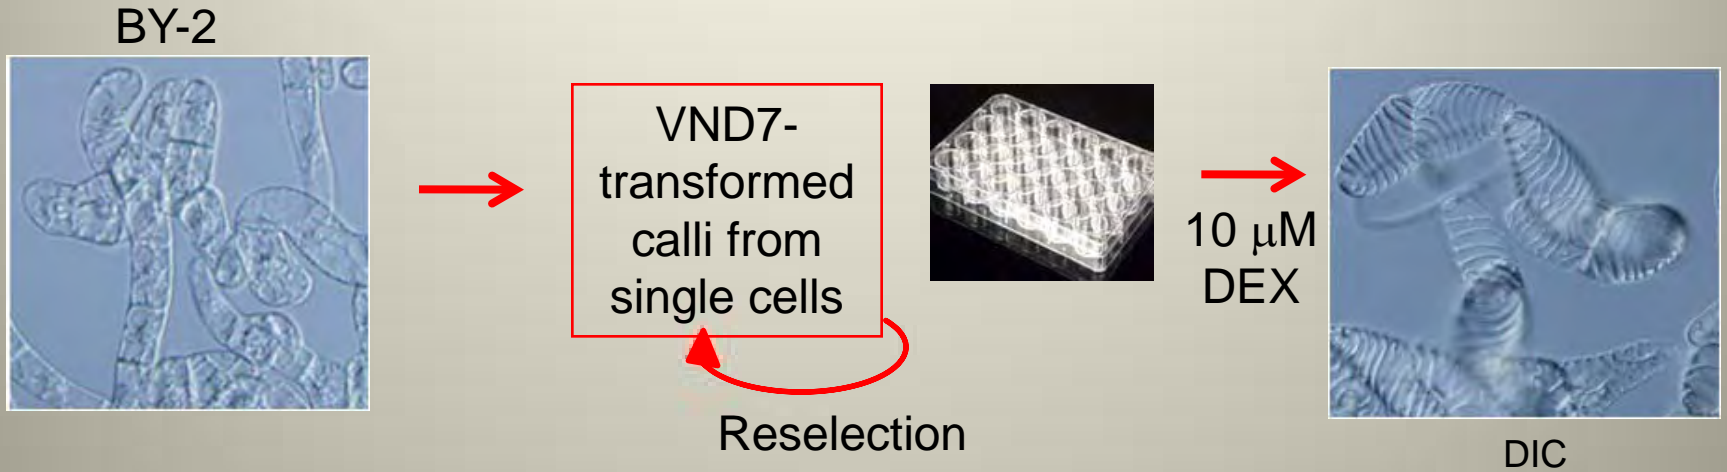 BY-2
VND7-
transformed
calli from
single cells
Reselection
10 μM
DEX
DIC